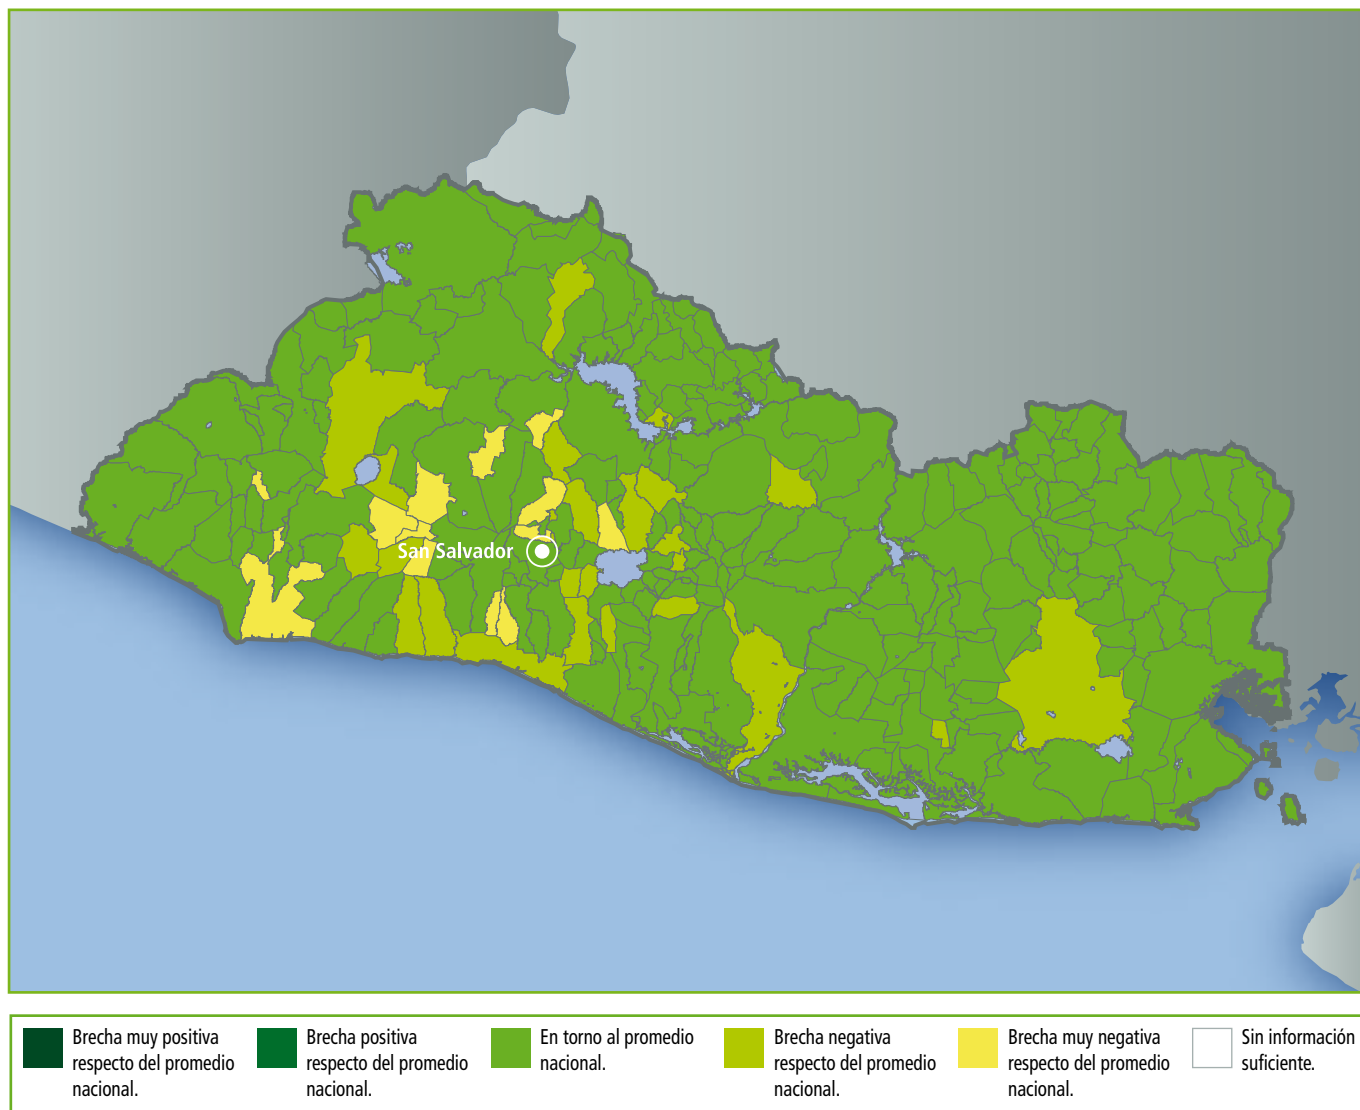 San Salvador
Brecha muy positiva
respecto del promedio
nacional.
Brecha positiva
respecto del promedio
nacional.
En torno al promedio
nacional.
Brecha negativa
respecto del promedio
nacional.
Brecha muy negativa
respecto del promedio
nacional.
Sin información
suficiente.